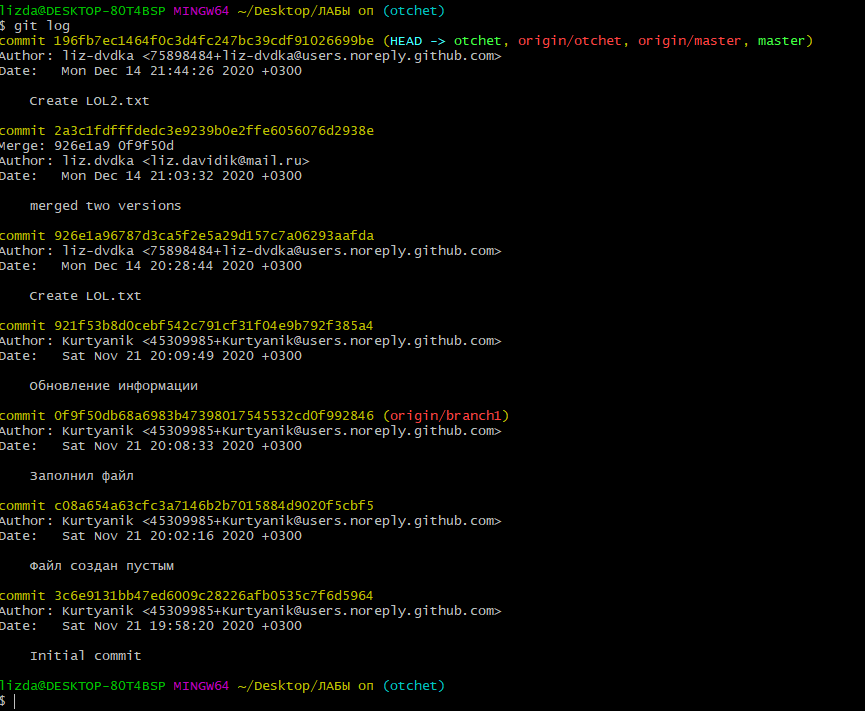 lizda@DESKTOP-80T4BSP MINGW64 ~/Desktop/ЛАБЫ оп (otchet)
$ git log
commit 196fb7ec1464f0c3d4fc247bc39cdf91026699be (HEAD -> otchet, origin/otchet, origin/master, master)
Author: liz-dvdka <75898484+liz-dvdka@users.noreply.github.com>
Date:   Mon Dec 14 21:44:26 2020 +0300
Create LOL2.txt
commit 2a3c1fdfffdedc3e9239b0e2ffe6056076d2938e
Merge: 926e1a9 0f9f50d
Author: liz.dvdka <liz.davidik@mail.ru>
Date:   Mon Dec 14 21:03:32 2020 +0300
merged two versions
commit 926e1a96787d3ca5f2e5a29d157c7a06293aafda
Author: liz-dvdka <75898484+liz-dvdka@users.noreply.github.com>
Date:   Mon Dec 14 20:28:44 2020 +0300
Create LOL.txt
commit 921f53b8d0cebf542c791cf31f04e9b792f385a4
Author: Kurtyanik <45309985+Kurtyanik@users.noreply.github.com>
Date:   Sat Nov 21 20:09:49 2020 +0300
Обновление информации
commit 0f9f50db68a6983b47398017545532cd0f992846 (origin/branch1)
Author: Kurtyanik <45309985+Kurtyanik@users.noreply.github.com>
Date:   Sat Nov 21 20:08:33 2020 +0300
Заполнил файл
commit c08a654a63cfc3a7146b2b7015884d9020f5cbf5
Author: Kurtyanik <45309985+Kurtyanik@users.noreply.github.com>
Date:   Sat Nov 21 20:02:16 2020 +0300
Файл создан пустым
commit 3c6e9131bb47ed6009c28226afb0535c7f6d5964
Author: Kurtyanik <45309985+Kurtyanik@users.noreply.github.com>
Date:   Sat Nov 21 19:58:20 2020 +0300
Initial commit
lizda@DESKTOP-80T4BSP MINGW64 ~/Desktop/ЛАБЫ оп (otchet)
$